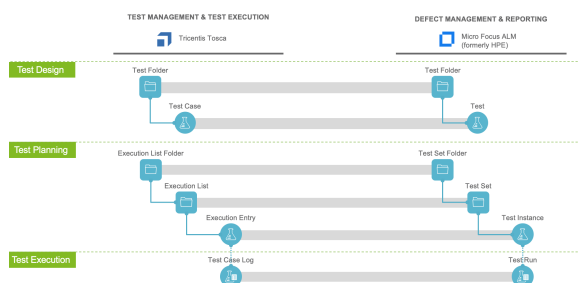 TEST MANAGEMENT & TEST EXECUTION
DEFECT MANAGEMENT & REPORTING
Tricentis Tosca
Micro Focus ALM
(formerly HPE)
Test Design
Test Folder
Test Folder
Test Case
Test
Test Planning
Execution List Folder
Test Set Folder
Execution List
Test Set
Execution Entry
Test Instance
Test Execution
Test Case Log
Test Run